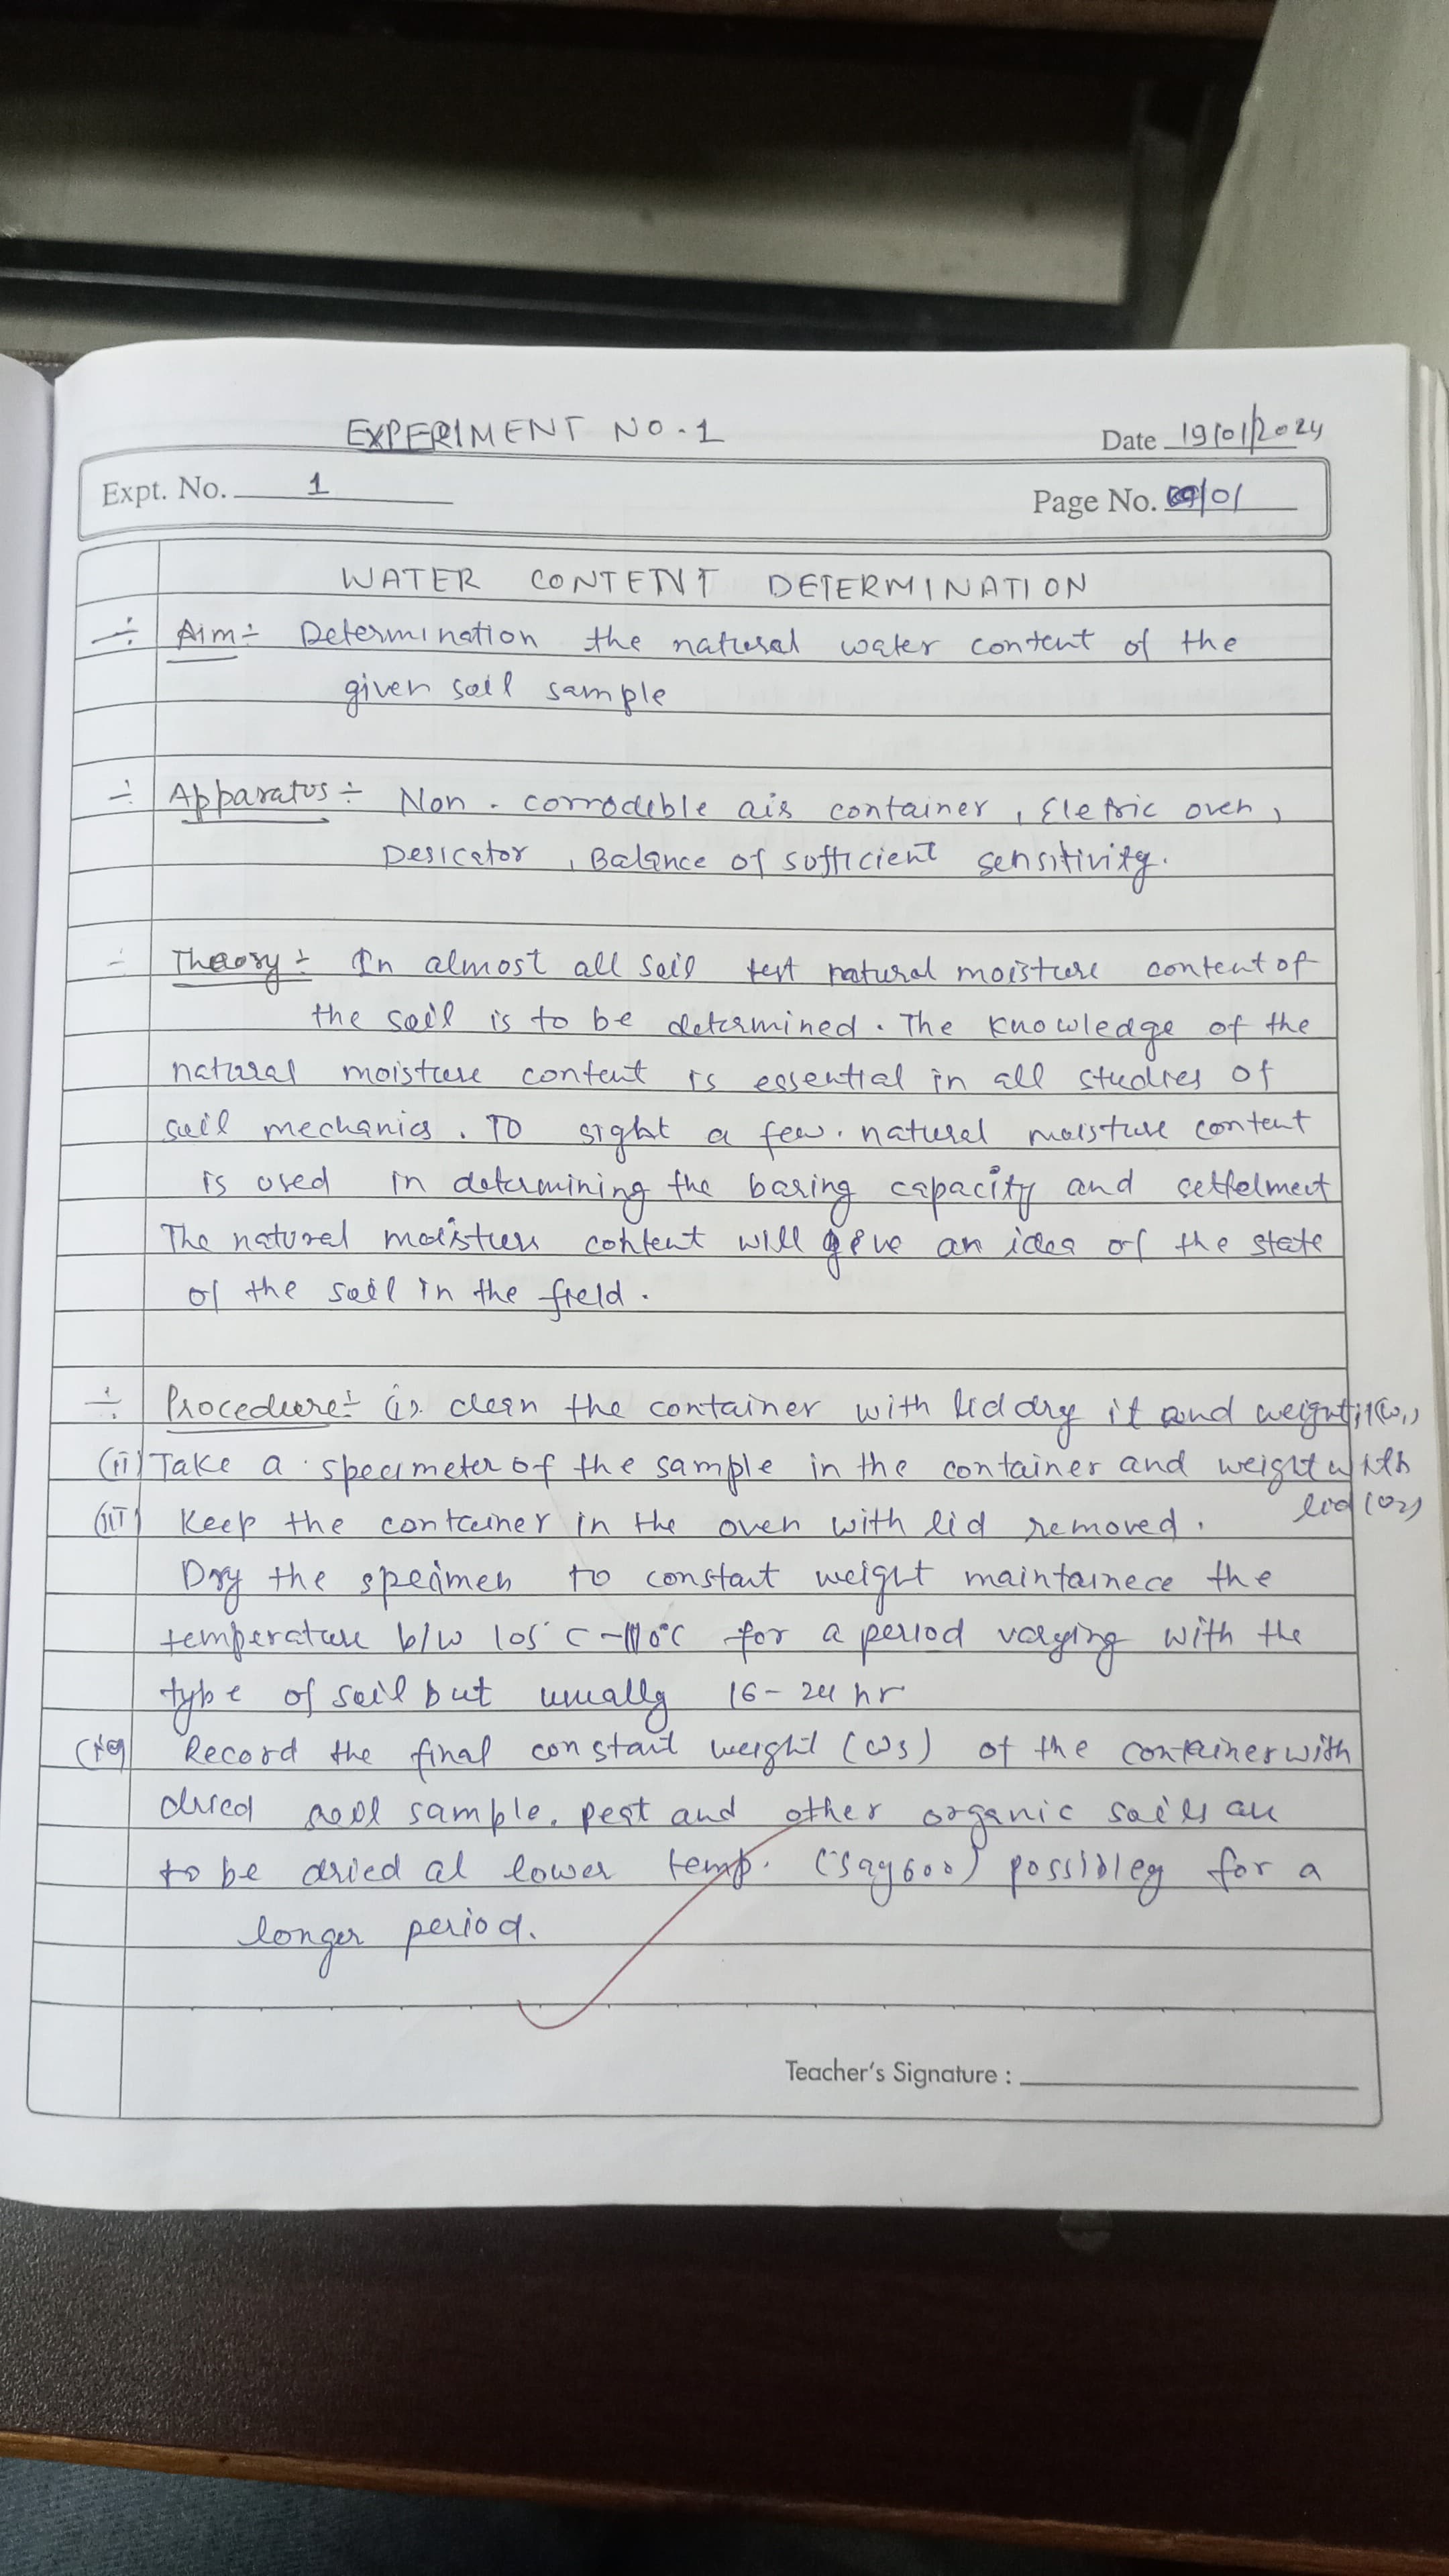 EXPERIMENT NO.1
Date 19/01/2024
Expt. No. 1
Page No. /01
WATER CONTETNT DETERMINATION
÷ Aim÷ Determination the natural water content of the
given soil sample
÷ Apparatus÷ Non - corrodible air container, Eletric oven,
Desicator, Balance of sufficient sensitivity.
÷ Theory÷ In almost all soil test natural moisture content of
the soil is to be determined. The knowledge of the
natural moisture content is essential in all studies of
soil mechanics. To sight a few. natural moisture content
is used in determining the baring capacity and settelment
The natural moisture content will give an idea of the state
of the soil in the field.
÷ Procedure÷ (i). clean the container with lid dry it and weight it (w1)
(ii) Take a specimeter of the sample in the container and weight with
lid (w2)
(iii) Keep the container in the oven with lid removed.
Dry the specimen to constant weight maintainece the
temperature b/w 105°C-110°C for a period varying with the
type of soil but usually 16-24 hr
(iv) Record the final constant weight (w3) of the container with
dried soil sample. peat and other organic soils are
to be dried at lower temp. (say 600) possibley for a
longer period.
Teacher's Signature :